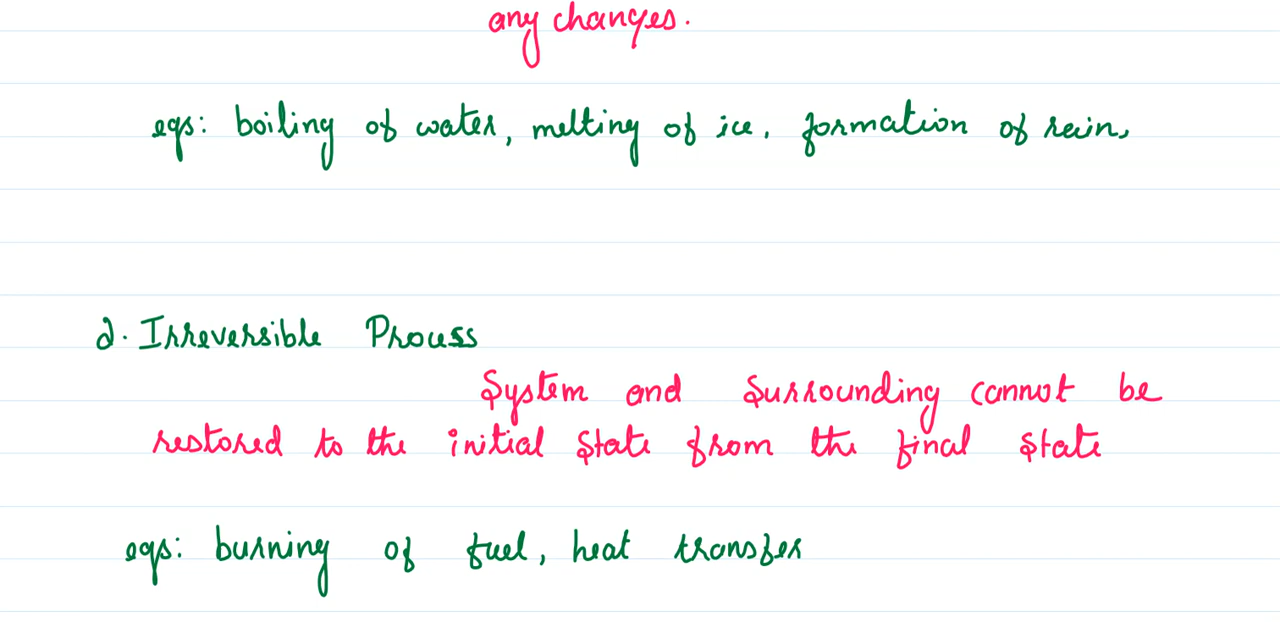 any changes.
egs: boiling of water, melting of ice, formation of rain,
2. Irreversible Process
System and Surrounding cannot be
restored to the initial state from the final state
egs: burning of fuel, heat transfer